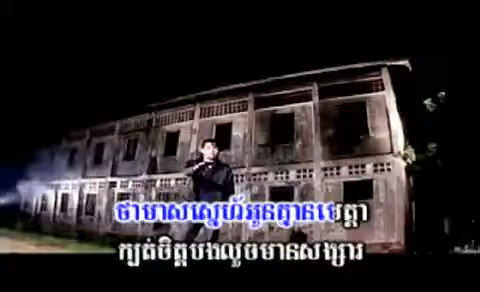 ថាមាសស្នេហ៍អូនគ្មានមេត្តា
ក្បត់ចិត្តបងលួចមានសង្សារ